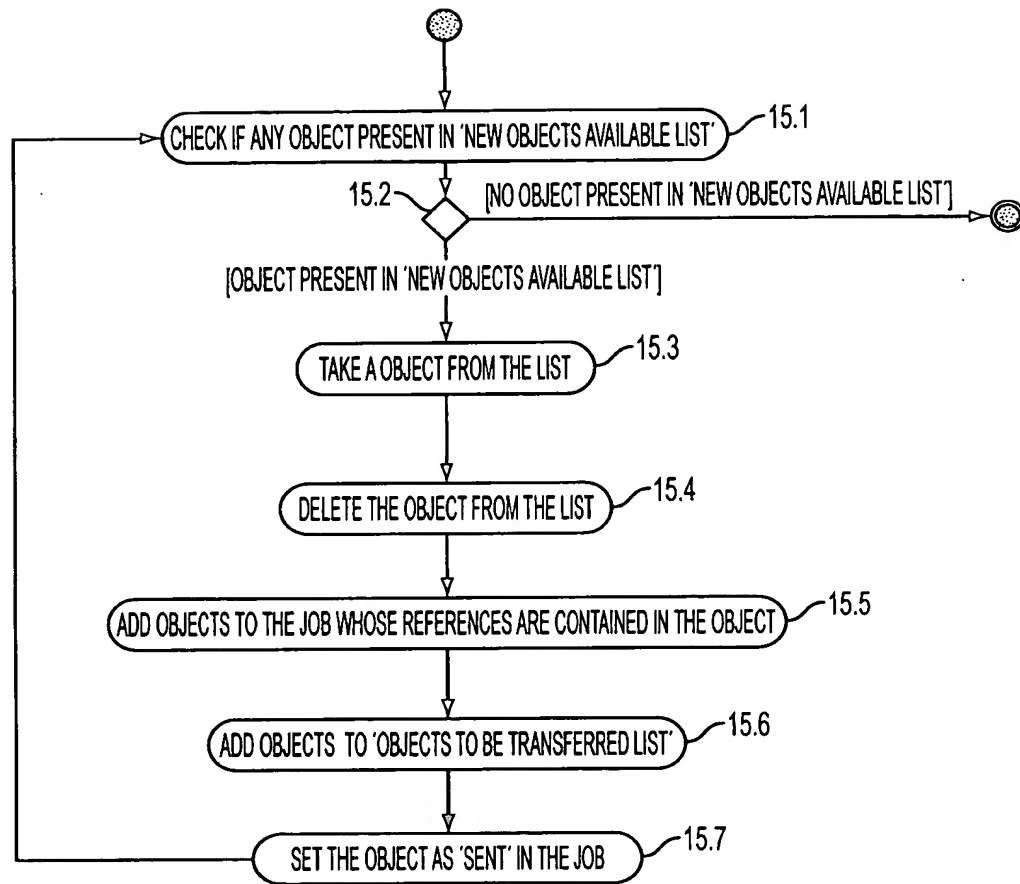 CHECK IF ANY OBJECT PRESENT IN 'NEW OBJECTS AVAILABLE LIST'
15.1
15.2
[NO OBJECT PRESENT IN 'NEW OBJECTS AVAILABLE LIST']
[OBJECT PRESENT IN 'NEW OBJECTS AVAILABLE LIST']
TAKE A OBJECT FROM THE LIST
15.3
DELETE THE OBJECT FROM THE LIST
15.4
ADD OBJECTS TO THE JOB WHOSE REFERENCES ARE CONTAINED IN THE OBJECT
15.5
ADD OBJECTS TO 'OBJECTS TO BE TRANSFERRED LIST'
15.6
SET THE OBJECT AS 'SENT' IN THE JOB
15.7